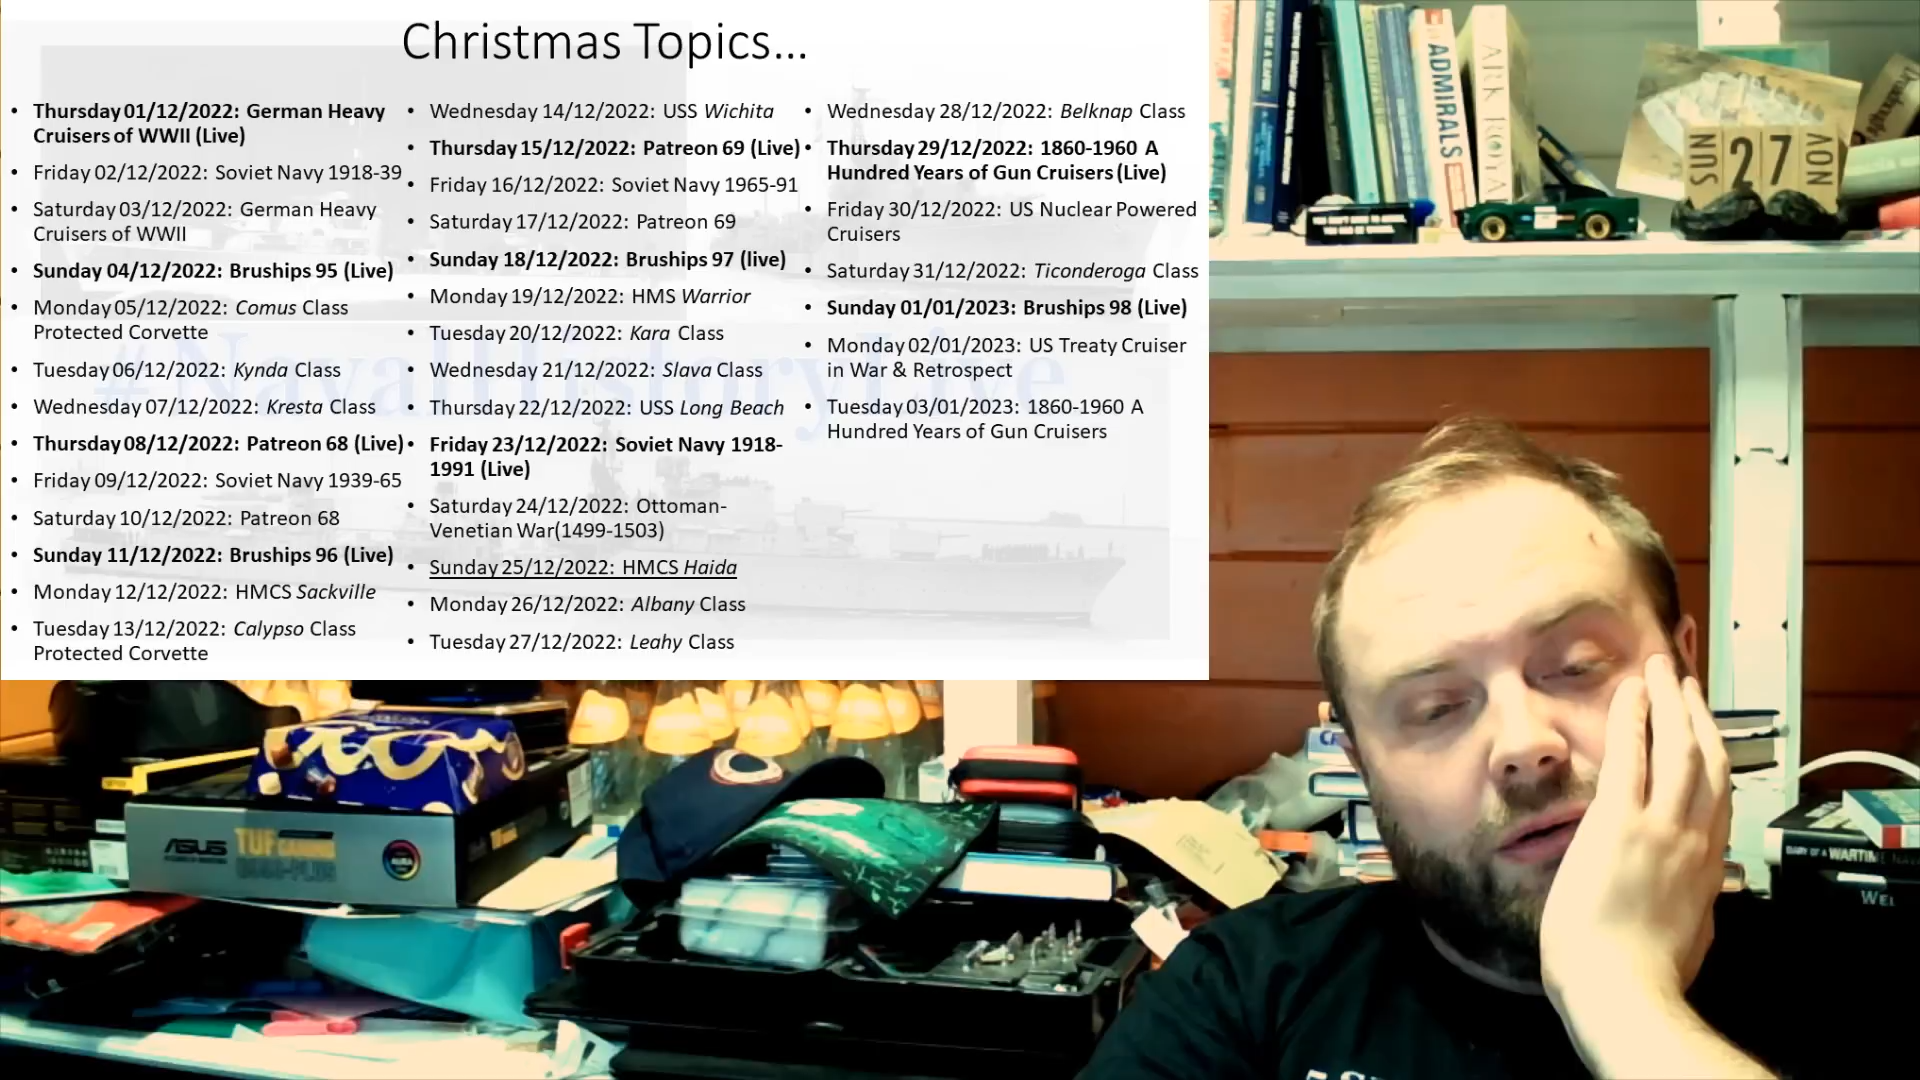 Christmas Topics...
• Thursday 01/12/2022: German Heavy
Cruisers of WWII (Live)
• Friday 02/12/2022: Soviet Navy 1918-39
• Saturday 03/12/2022: German Heavy
Cruisers of WWII
• Sunday 04/12/2022: Bruships 95 (Live)
• Monday 05/12/2022: Comus Class
Protected Corvette
• Tuesday 06/12/2022: Kynda Class
• Wednesday 07/12/2022: Kresta Class
• Thursday 08/12/2022: Patreon 68 (Live)
• Friday 09/12/2022: Soviet Navy 1939-65
• Saturday 10/12/2022: Patreon 68
• Sunday 11/12/2022: Bruships 96 (Live)
• Monday 12/12/2022: HMCS Sackville
• Tuesday 13/12/2022: Calypso Class
Protected Corvette
• Wednesday 14/12/2022: USS Wichita
• Thursday 15/12/2022: Patreon 69 (Live)
• Friday 16/12/2022: Soviet Navy 1965-91
• Saturday 17/12/2022: Patreon 69
• Sunday 18/12/2022: Bruships 97 (live)
• Monday 19/12/2022: HMS Warrior
• Tuesday 20/12/2022: Kara Class
• Wednesday 21/12/2022: Slava Class
• Thursday 22/12/2022: USS Long Beach
• Friday 23/12/2022: Soviet Navy 1918-
1991 (Live)
• Saturday 24/12/2022: Ottoman-
Venetian War(1499-1503)
• Sunday 25/12/2022: HMCS Haida
• Monday 26/12/2022: Albany Class
• Tuesday 27/12/2022: Leahy Class
• Wednesday 28/12/2022: Belknap Class
• Thursday 29/12/2022: 1860-1960 A
Hundred Years of Gun Cruisers (Live)
• Friday 30/12/2022: US Nuclear Powered
Cruisers
• Saturday 31/12/2022: Ticonderoga Class
• Sunday 01/01/2023: Bruships 98 (Live)
• Monday 02/01/2023: US Treaty Cruiser
in War & Retrospect
• Tuesday 03/01/2023: 1860-1960 A
Hundred Years of Gun Cruisers
#NavalHistoryLive
ADMIRALS
ARK ROYAL
SUN 27 NOV
ASUS
TUF GAMING
AURA
DIARY OF A WARTIME